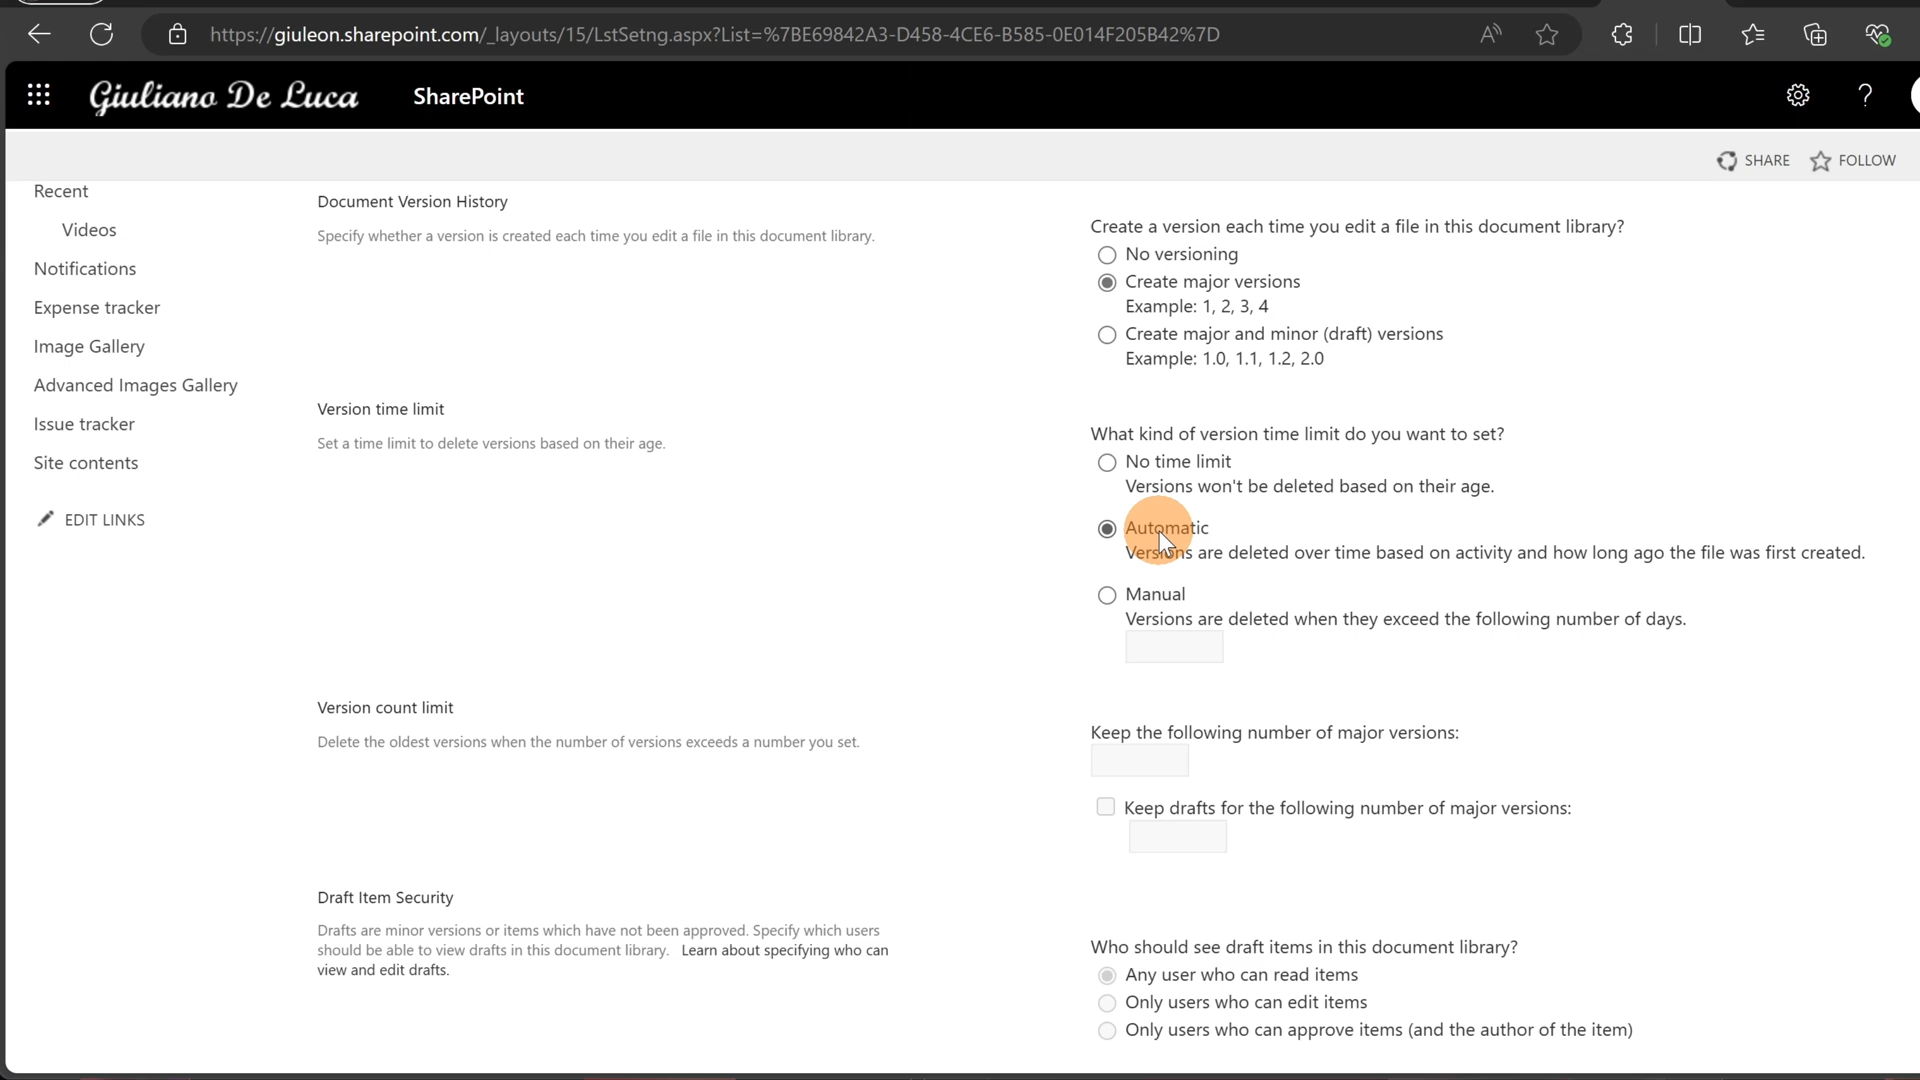 https://giuleon.sharepoint.com/_layouts/15/LstSetng.aspx?List=%7BE69842A3-D458-4CE6-B585-0E014F205B42%7D
Giuliano De Luca SharePoint
SHARE FOLLOW
Recent
Videos
Notifications
Expense tracker
Image Gallery
Advanced Images Gallery
Issue tracker
Site contents
EDIT LINKS
Document Version History
Specify whether a version is created each time you edit a file in this document library.
Create a version each time you edit a file in this document library?
No versioning
Create major versions
Example: 1, 2, 3, 4
Create major and minor (draft) versions
Example: 1.0, 1.1, 1.2, 2.0
Version time limit
Set a time limit to delete versions based on their age.
What kind of version time limit do you want to set?
No time limit
Versions won't be deleted based on their age.
Automatic
Versions are deleted over time based on activity and how long ago the file was first created.
Manual
Versions are deleted when they exceed the following number of days.
Version count limit
Delete the oldest versions when the number of versions exceeds a number you set.
Keep the following number of major versions:
Keep drafts for the following number of major versions:
Draft Item Security
Drafts are minor versions or items which have not been approved. Specify which users
should be able to view drafts in this document library. Learn about specifying who can
view and edit drafts.
Who should see draft items in this document library?
Any user who can read items
Only users who can edit items
Only users who can approve items (and the author of the item)